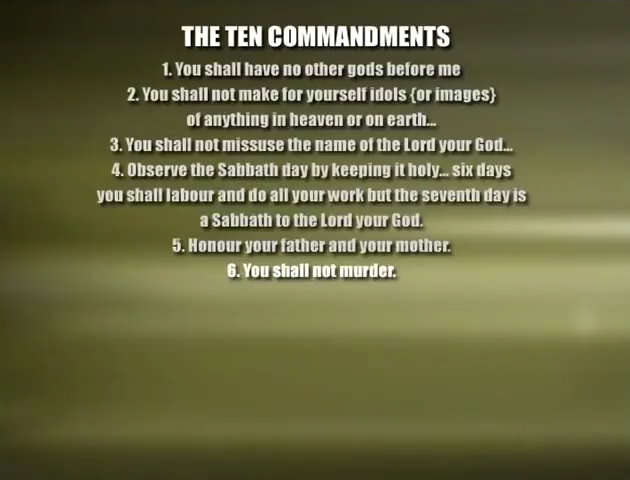 THE TEN COMMANDMENTS
1. You shall have no other gods before me
2. You shall not make for yourself idols {or images}
of anything in heaven or on earth...
3. You shall not missuse the name of the Lord your God...
4. Observe the Sabbath day by keeping it holy... six days
you shall labour and do all your work but the seventh day is
a Sabbath to the Lord your God.
5. Honour your father and your mother.
6. You shall not murder.